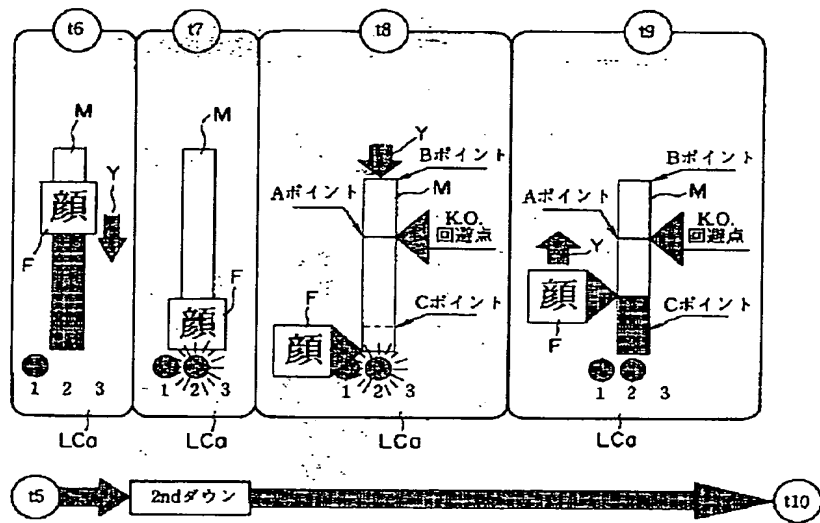 t6
M
Y
顔
F
1 2 3
LCa
t7
M
F
顔
1 2 3
LCa
t8
Y
Bポイント
M
Aポイント
K.O.
回避点
F
Cポイント
顔
1 2 3
LCa
t9
Bポイント
M
Aポイント
K.O.
回避点
Y
顔
Cポイント
F
1 2 3
LCa
t5
2ndダウン
t10